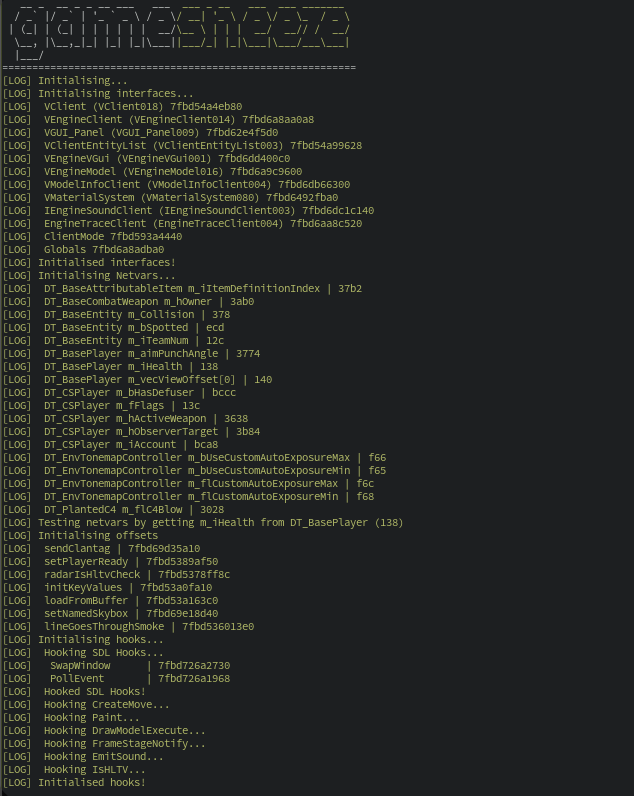 [LOG] Initialising...
[LOG] Initialising interfaces...
[LOG]  VClient (VClient018) 7fbd54a4eb80
[LOG]  VEngineClient (VEngineClient014) 7fbd6a8aa0a8
[LOG]  VGUI_Panel (VGUI_Panel009) 7fbd62e4f5d0
[LOG]  VClientEntityList (VClientEntityList003) 7fbd54a99628
[LOG]  VEngineVGui (VEngineVGui001) 7fbd6dd400c0
[LOG]  VEngineModel (VEngineModel016) 7fbd6a9c9600
[LOG]  VModelInfoClient (VModelInfoClient004) 7fbd6db66300
[LOG]  VMaterialSystem (VMaterialSystem080) 7fbd6492fba0
[LOG]  IEngineSoundClient (IEngineSoundClient003) 7fbd6dc1c140
[LOG]  EngineTraceClient (EngineTraceClient004) 7fbd6aa8c520
[LOG]  ClientMode 7fbd593a4440
[LOG]  Globals 7fbd6a8adba0
[LOG] Initialised interfaces!
[LOG] Initialising Netvars...
[LOG]  DT_BaseAttributableItem m_iItemDefinitionIndex | 37b2
[LOG]  DT_BaseCombatWeapon m_hOwner | 3ab0
[LOG]  DT_BaseEntity m_Collision | 378
[LOG]  DT_BaseEntity m_bSpotted | ecd
[LOG]  DT_BaseEntity m_iTeamNum | 12c
[LOG]  DT_BasePlayer m_aimPunchAngle | 3774
[LOG]  DT_BasePlayer m_iHealth | 138
[LOG]  DT_BasePlayer m_vecViewOffset[0] | 140
[LOG]  DT_CSPlayer m_bHasDefuser | bccc
[LOG]  DT_CSPlayer m_fFlags | 13c
[LOG]  DT_CSPlayer m_hActiveWeapon | 3638
[LOG]  DT_CSPlayer m_hObserverTarget | 3b84
[LOG]  DT_CSPlayer m_iAccount | bca8
[LOG]  DT_EnvTonemapController m_bUseCustomAutoExposureMax | f66
[LOG]  DT_EnvTonemapController m_bUseCustomAutoExposureMin | f65
[LOG]  DT_EnvTonemapController m_flCustomAutoExposureMax | f6c
[LOG]  DT_EnvTonemapController m_flCustomAutoExposureMin | f68
[LOG]  DT_PlantedC4 m_flC4Blow | 3028
[LOG] Testing netvars by getting m_iHealth from DT_BasePlayer (138)
[LOG] Initialising offsets
[LOG]  sendClantag | 7fbd69d35a10
[LOG]  setPlayerReady | 7fbd5389af50
[LOG]  radarIsHltvCheck | 7fbd5378ff8c
[LOG]  initKeyValues | 7fbd53a0fa10
[LOG]  loadFromBuffer | 7fbd53a163c0
[LOG]  setNamedSkybox | 7fbd69e18d40
[LOG]  lineGoesThroughSmoke | 7fbd536013e0
[LOG] Initialising hooks...
[LOG]  Hooking SDL Hooks...
[LOG]   SwapWindow      | 7fbd726a2730
[LOG]   PollEvent       | 7fbd726a1968
[LOG]  Hooked SDL Hooks!
[LOG]  Hooking CreateMove...
[LOG]  Hooking Paint...
[LOG]  Hooking DrawModelExecute...
[LOG]  Hooking FrameStageNotify...
[LOG]  Hooking EmitSound...
[LOG]  Hooking IsHLTV...
[LOG] Initialised hooks!